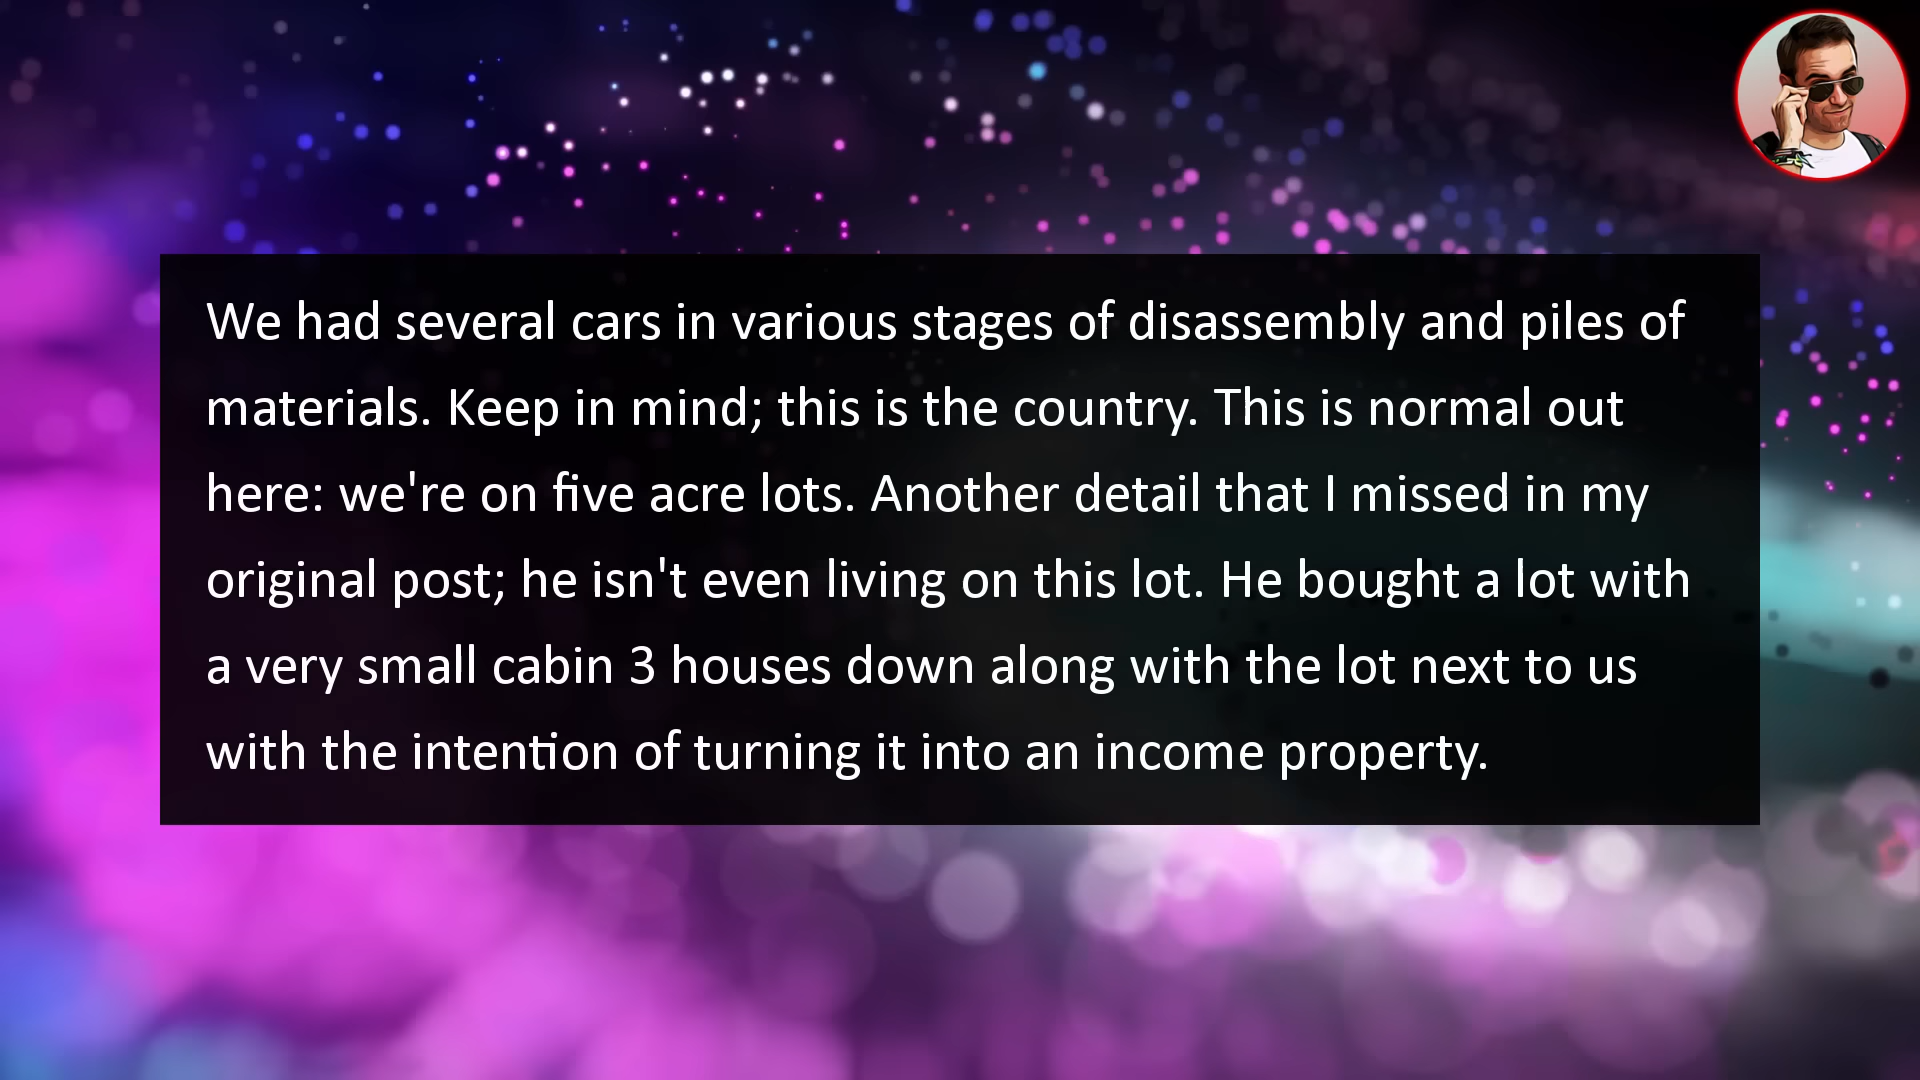 We had several cars in various stages of disassembly and piles of
materials. Keep in mind; this is the country. This is normal out
here: we're on five acre lots. Another detail that I missed in my
original post; he isn't even living on this lot. He bought a lot with
a very small cabin 3 houses down along with the lot next to us
with the intention of turning it into an income property.